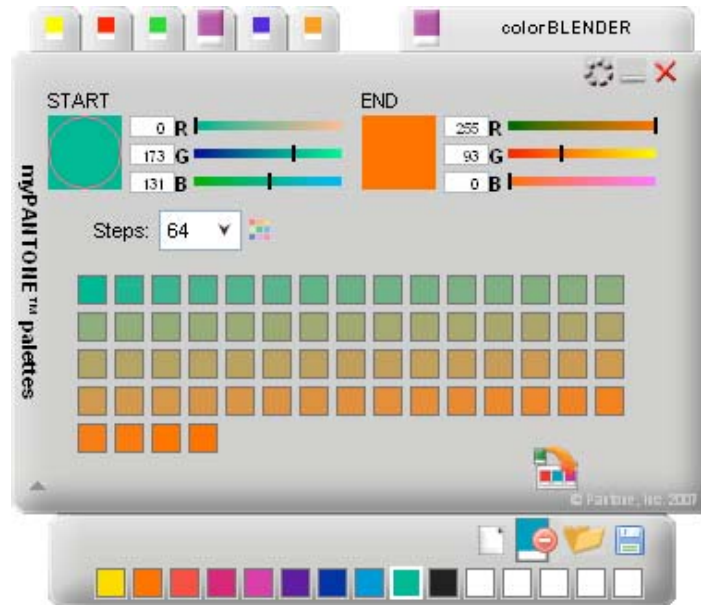 colorBLENDER
START
END
0 R
173 G
131 B
255 R
93 G
0 B
Steps: 64
myPANTONE™ palettes
© Pantone, Inc. 2007